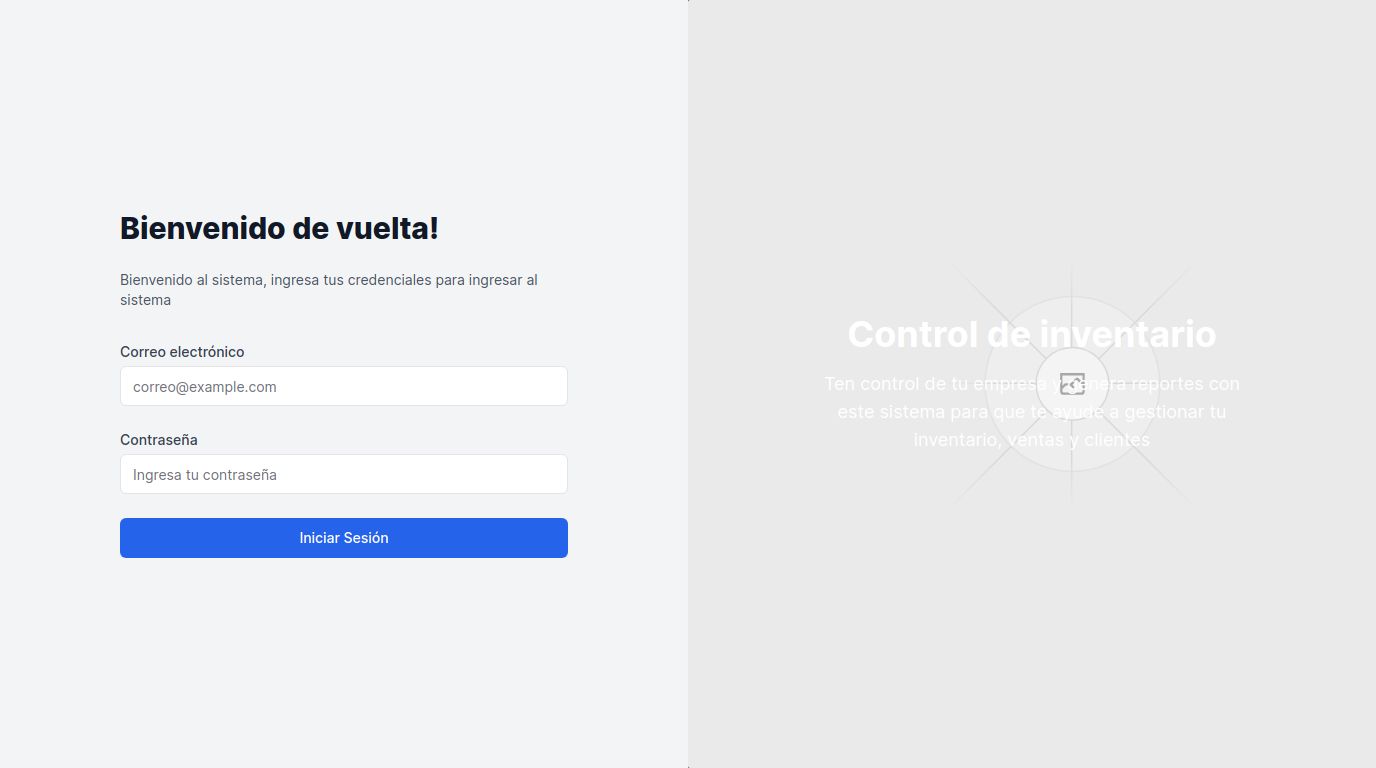 Bienvenido de vuelta!
Bienvenido al sistema, ingresa tus credenciales para ingresar al
sistema
Correo electrónico
correo@example.com
Contraseña
Ingresa tu contraseña
Iniciar Sesión
Control de inventario
Ten control de tu empresa y genera reportes con
este sistema para que te ayude a gestionar tu
inventario, ventas y clientes